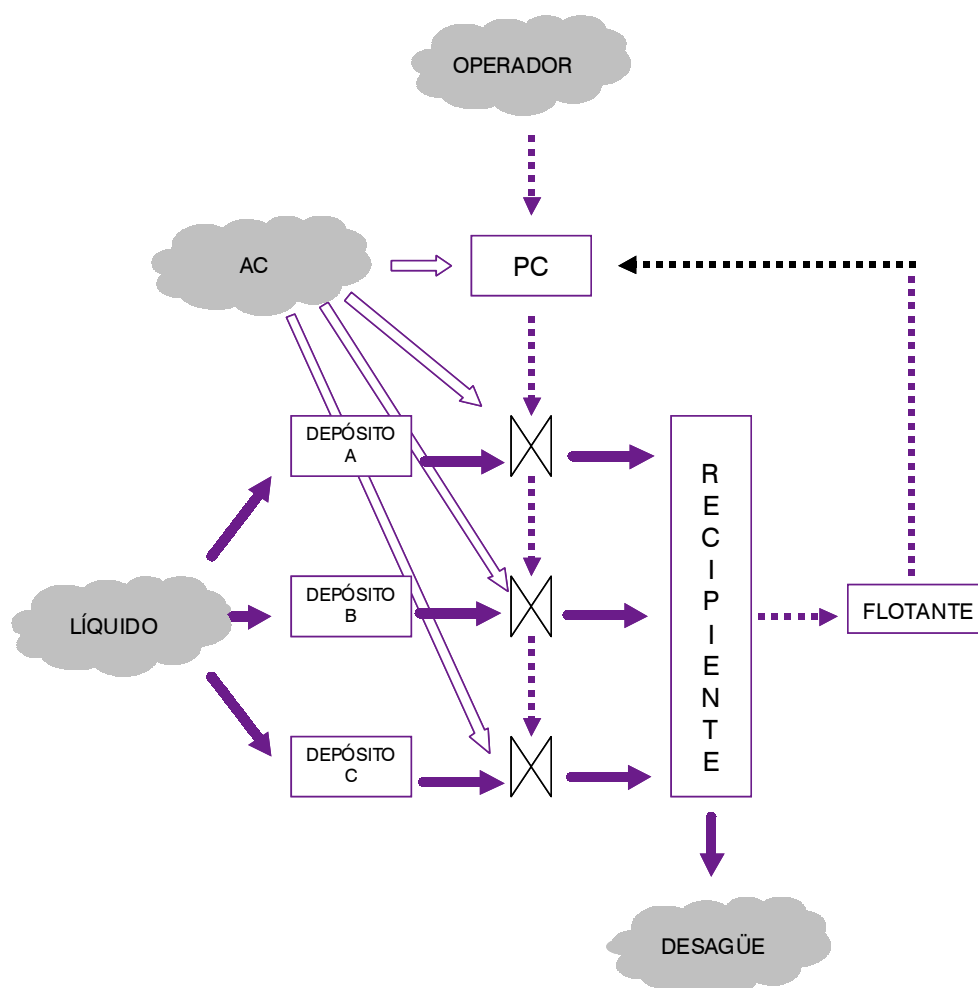 OPERADOR
AC
PC
DEPÓSITO
A
LÍQUIDO
DEPÓSITO
B
DEPÓSITO
C
R
E
C
I
P
I
E
N
T
E
FLOTANTE
DESAGÜE